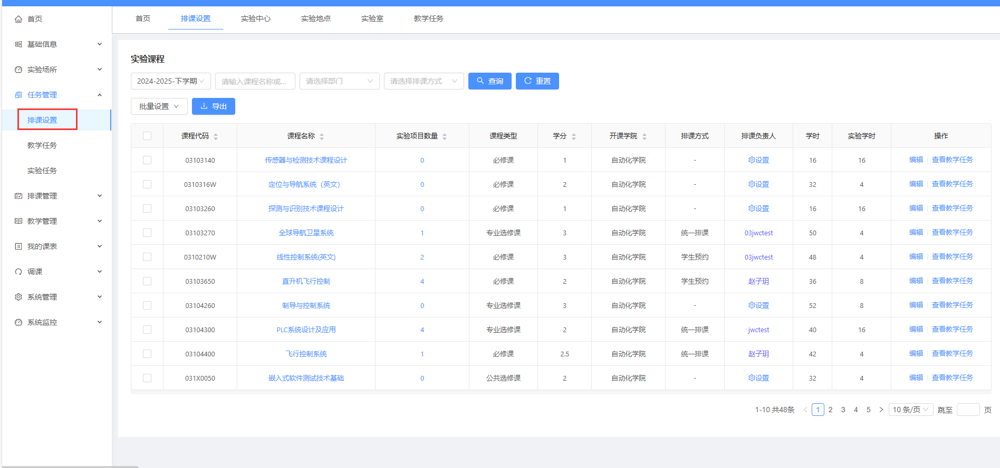 首页
基础信息
实验场所
任务管理
排课设置
教学任务
实验任务
排课管理
教学管理
我的课表
调课
系统管理
系统监控
首页 排课设置 实验中心 实验地点 实验室 教学任务
实验课程
2024-2025-下学期 请输入课程名称或... 请选择部门 请选择排课方式 查询 重置
批量设置 导出
课程代码 课程名称 实验项目数量 课程类型 学分 开课学院 排课方式 排课负责人 学时 实验学时 操作
03103140 传感器与检测技术课程设计 0 必修课 1 自动化学院 - 设置 16 16 编辑 查看教学任务
0310316W 定位与导航系统（英文） 0 必修课 2 自动化学院 - 设置 32 4 编辑 查看教学任务
03103260 探测与识别技术课程设计 0 必修课 1 自动化学院 - 设置 16 16 编辑 查看教学任务
03103270 全球导航卫星系统 1 专业选修课 3 自动化学院 统一排课 03jwctest 50 4 编辑 查看教学任务
0310210W 线性控制系统(英文) 2 必修课 3 自动化学院 学生预约 03jwctest 48 4 编辑 查看教学任务
03103650 直升机飞行控制 4 必修课 2 自动化学院 学生预约 赵子玥 36 8 编辑 查看教学任务
03104260 制导与控制系统 0 专业选修课 3 自动化学院 - 设置 52 8 编辑 查看教学任务
03104300 PLC系统设计及应用 4 专业选修课 2 自动化学院 统一排课 jwctest 40 16 编辑 查看教学任务
03104400 飞行控制系统 1 必修课 2.5 自动化学院 统一排课 赵子玥 42 4 编辑 查看教学任务
031X0050 嵌入式软件测试技术基础 0 公共选修课 2 自动化学院 - 设置 32 4 编辑 查看教学任务
1-10 共48条 < 1 2 3 4 5 > 10 条/页 跳至 页